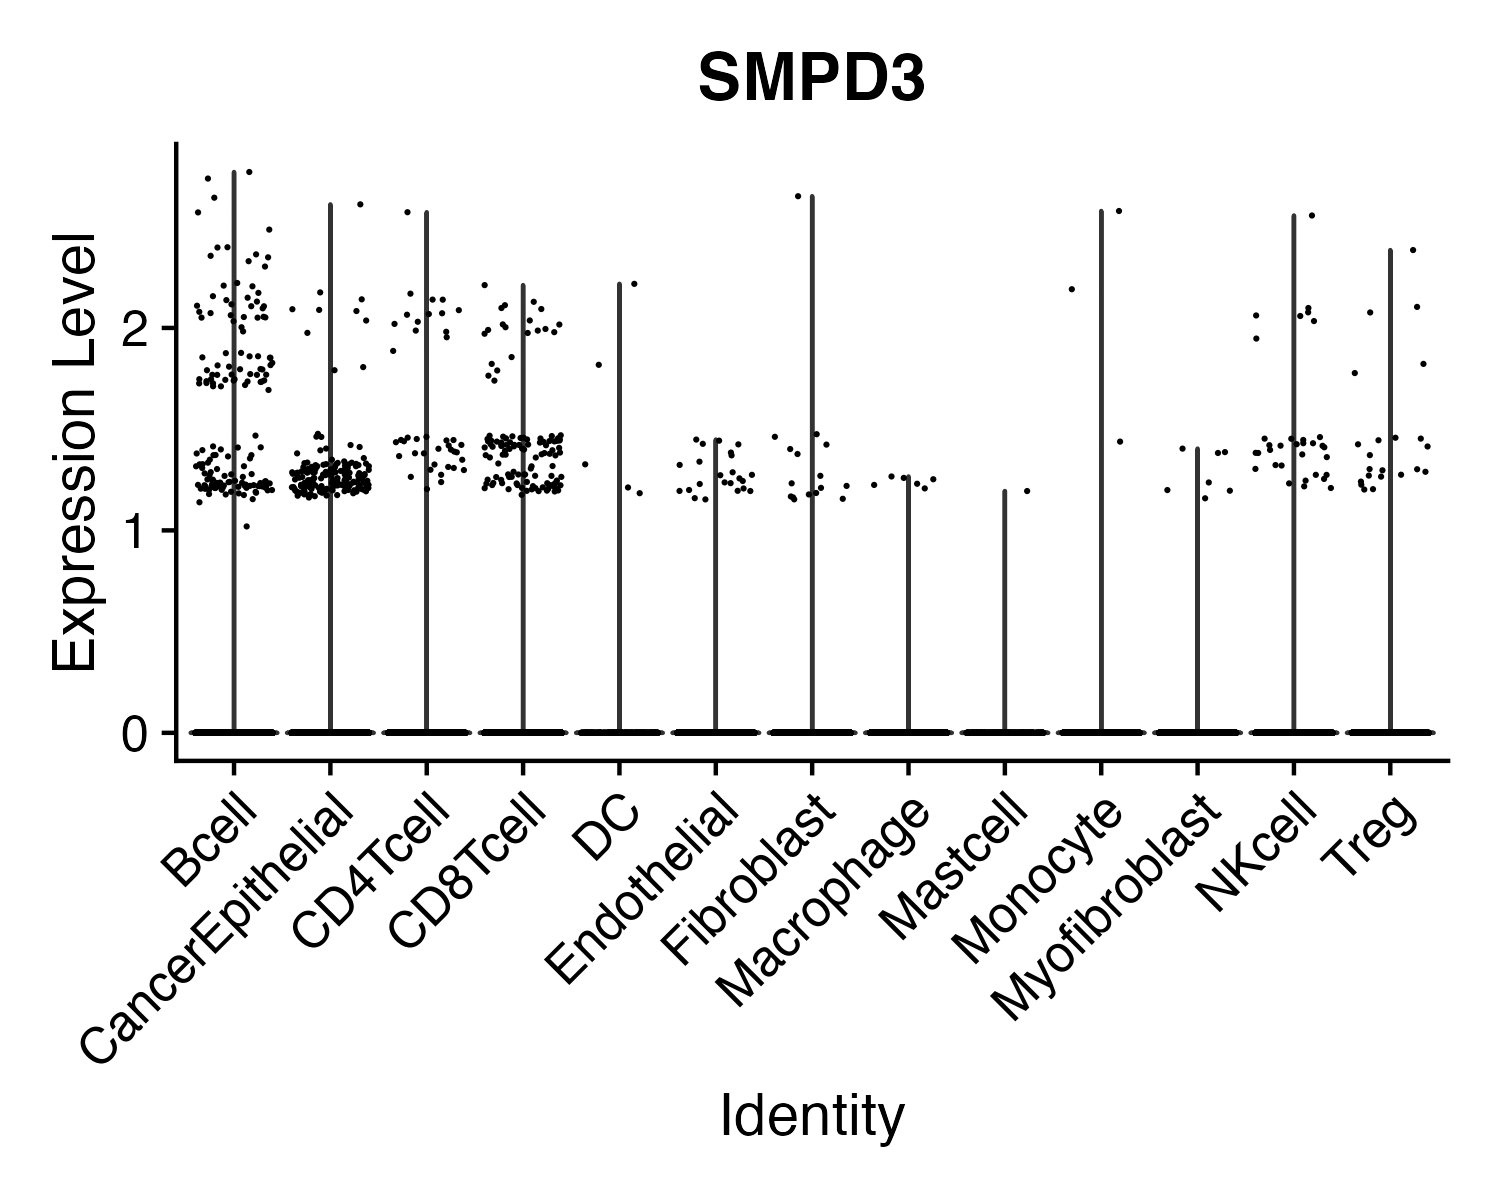 SMPD3
Expression Level
2
1
0
Bcell
CancerEpithelial
CD4Tcell
CD8Tcell
DC
Endothelial
Fibroblast
Macrophage
Mastcell
Monocyte
Myofibroblast
NKcell
Treg
Identity